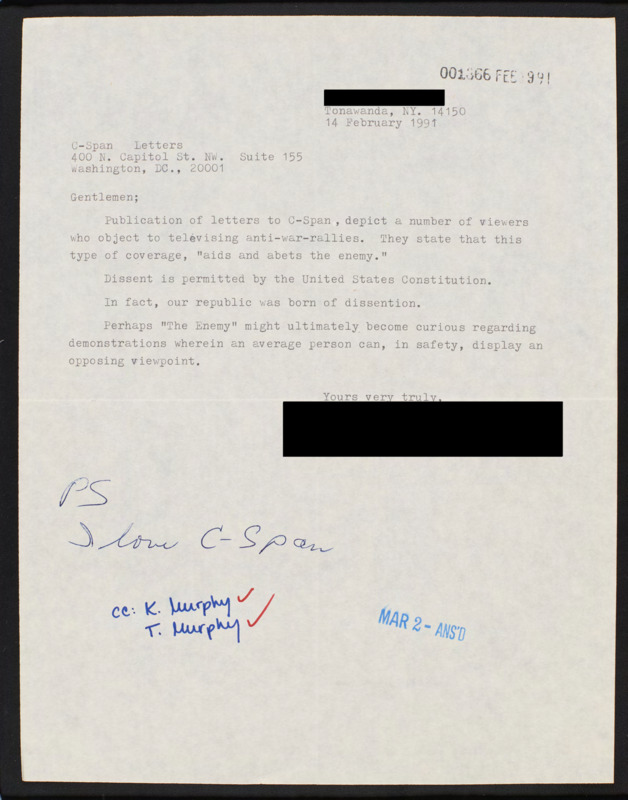 001366 FEB 991
Tonawanda, NY. 14150
14 February 1991
C-Span Letters
400 N. Capitol St. NW. Suite 155
washington, DC., 20001
Gentlemen;
Publication of letters to C-Span , depict a number of viewers
who object to televising anti-war-rallies. They state that this
type of coverage, "aids and abets the enemy."
Dissent is permitted by the United States Constitution.
In fact, our republic was born of dissention.
Perhaps "The Enemy" might ultimately become curious regarding
demonstrations wherein an average person can, in safety, display an
opposing viewpoint.
Yours very truly,
PS
I love C-Span
cc: K. Murphy
T. Murphy
MAR 2 - ANS'D